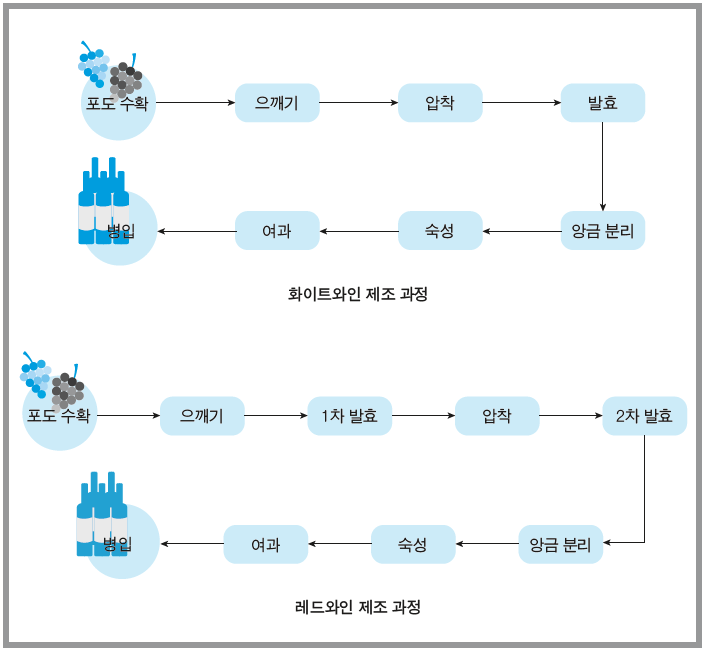 포도 수확
으깨기
압착
발효
앙금 분리
숙성
여과
병입
화이트와인 제조 과정
포도 수확
으깨기
1차 발효
압착
2차 발효
앙금 분리
숙성
여과
병입
레드와인 제조 과정